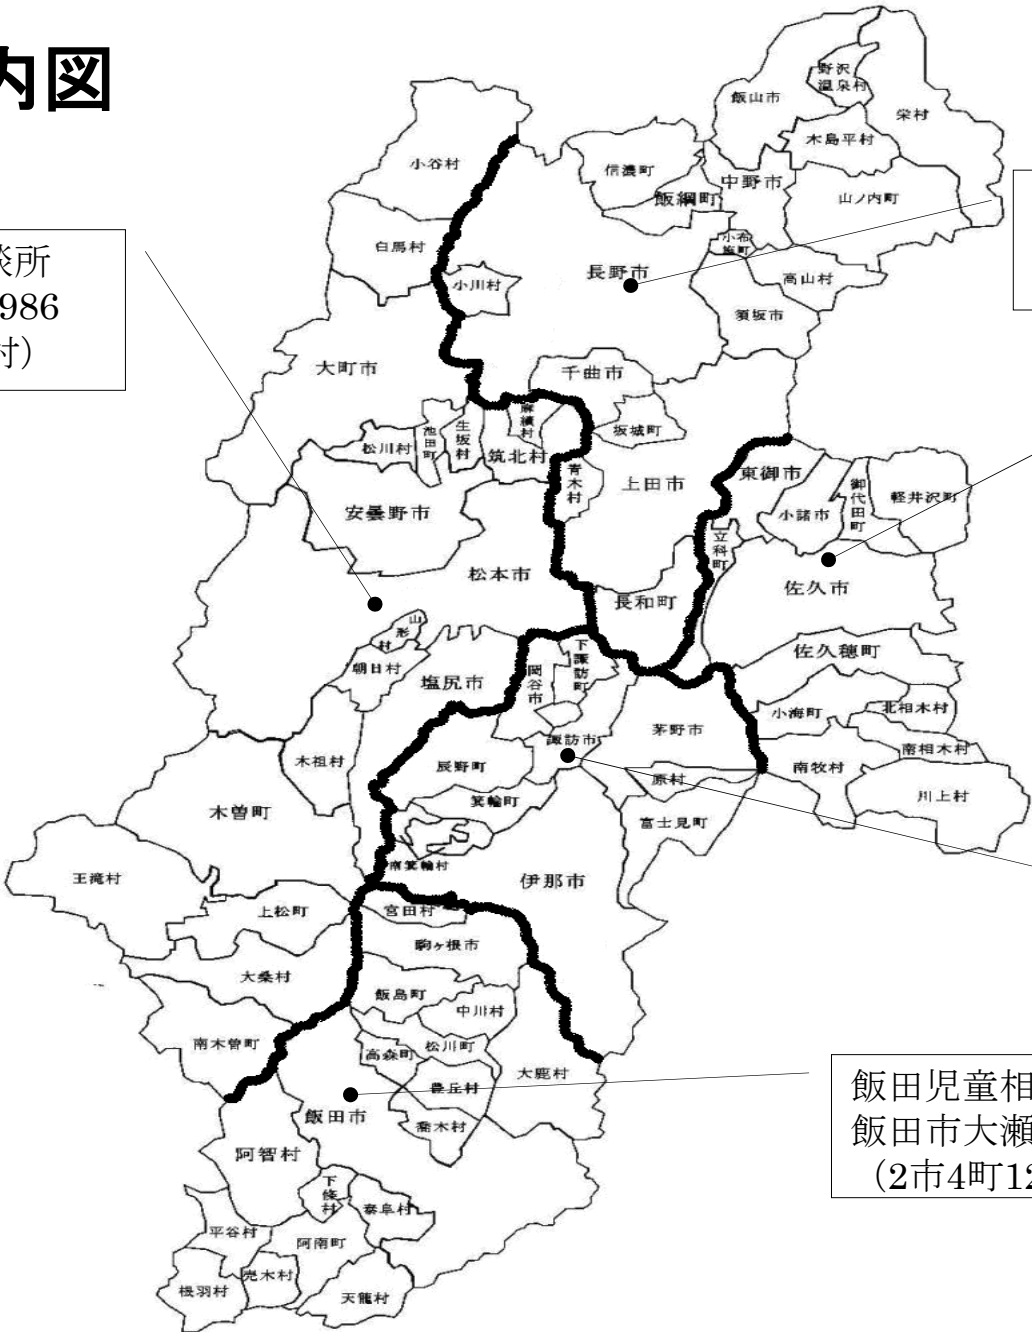 内図
野沢
温泉村
飯山市
栄村
木島平村
小谷村
信濃町
中野市
飯綱町
山ノ内町
白馬村
小布
施町
長野市
高山村
小川村
談所
986
村）
須坂市
大町市
千曲市
麻績村
坂城町
生坂村
池田町
松川村
筑北村
青木村
上田市
東御市
御代田町
軽井沢町
小諸市
安曇野市
立科町
松本市
佐久市
長和町
山形村
下諏訪町
佐久穂町
朝日村
岡谷市
塩尻市
小海町
北相木村
茅野市
諏訪市
南相木村
木祖村
辰野町
原村
南牧村
川上村
箕輪町
木曽町
富士見町
南箕輪村
王滝村
伊那市
上松町
宮田村
駒ヶ根市
大桑村
飯島町
中川村
南木曽町
高森町
松川町
大鹿村
豊丘村
飯田市
喬木村
飯田児童相
飯田市大瀬
（2市4町12
阿智村
下條村
泰阜村
平谷村
阿南町
売木村
根羽村
天龍村